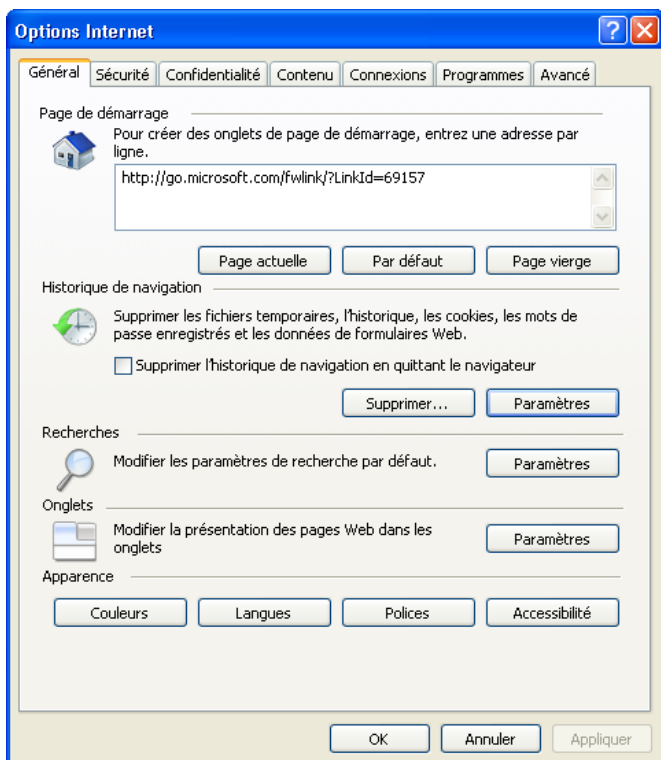 Options Internet
Général Sécurité Confidentialité Contenu Connexions Programmes Avancé
Page de démarrage
Pour créer des onglets de page de démarrage, entrez une adresse par
ligne.
http://go.microsoft.com/fwlink/?LinkId=69157
Page actuelle Par défaut Page vierge
Historique de navigation
Supprimer les fichiers temporaires, l'historique, les cookies, les mots de
passe enregistrés et les données de formulaires Web.
Supprimer l'historique de navigation en quittant le navigateur
Supprimer... Paramètres
Recherches
Modifier les paramètres de recherche par défaut.
Paramètres
Onglets
Modifier la présentation des pages Web dans les
onglets
Paramètres
Apparence
Couleurs Langues Polices Accessibilité
OK Annuler Appliquer